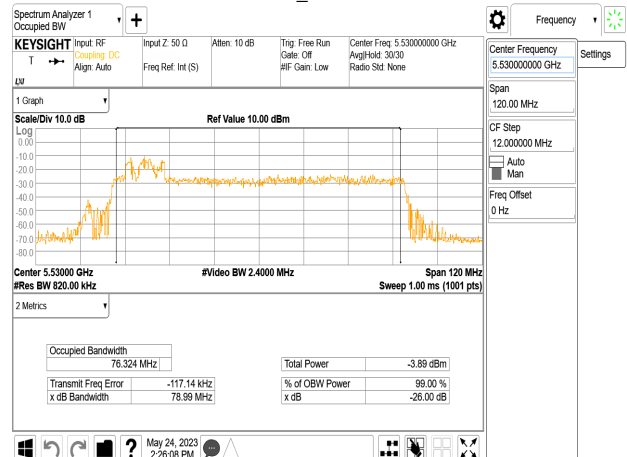 Spectrum Analyzer 1
Occupied BW
Frequency
KEYSIGHT
Input: RF
Coupling: DC
Align: Auto
Input Z: 50 Ω
Freq Ref: Int (S)
Atten: 10 dB
Trig: Free Run
Gate: Off
#IF Gain: Low
Center Freq: 5.530000000 GHz
Avg|Hold: 30/30
Radio Std: None
T
LXI
Center Frequency
5.530000000 GHz
Settings
Span
120.00 MHz
CF Step
12.000000 MHz
Auto
Man
Freq Offset
0 Hz
1 Graph
Scale/Div 10.0 dB
Ref Value 10.00 dBm
Log
0.00
-10.0
-20.0
-30.0
-40.0
-50.0
-60.0
-70.0
-80.0
Center 5.53000 GHz
#Video BW 2.4000 MHz
Span 120 MHz
#Res BW 820.00 kHz
Sweep 1.00 ms (1001 pts)
2 Metrics
Occupied Bandwidth
76.324 MHz
Total Power -3.89 dBm
Transmit Freq Error -117.14 kHz
% of OBW Power 99.00 %
x dB Bandwidth 78.99 MHz
x dB -26.00 dB
?
May 24, 2023
2:26:08 PM